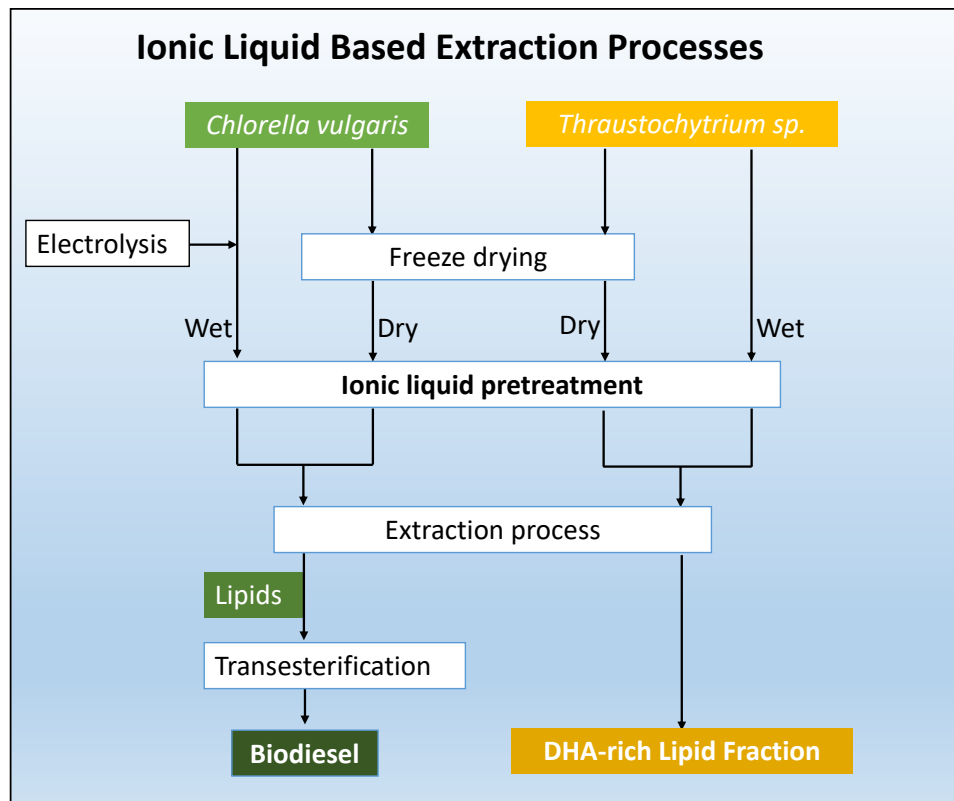 Ionic Liquid Based Extraction Processes
Chlorella vulgaris
Thraustochytrium sp.
Electrolysis
Freeze drying
Wet
Dry
Dry
Wet
Ionic liquid pretreatment
Extraction process
Lipids
Transesterification
Biodiesel
DHA-rich Lipid Fraction